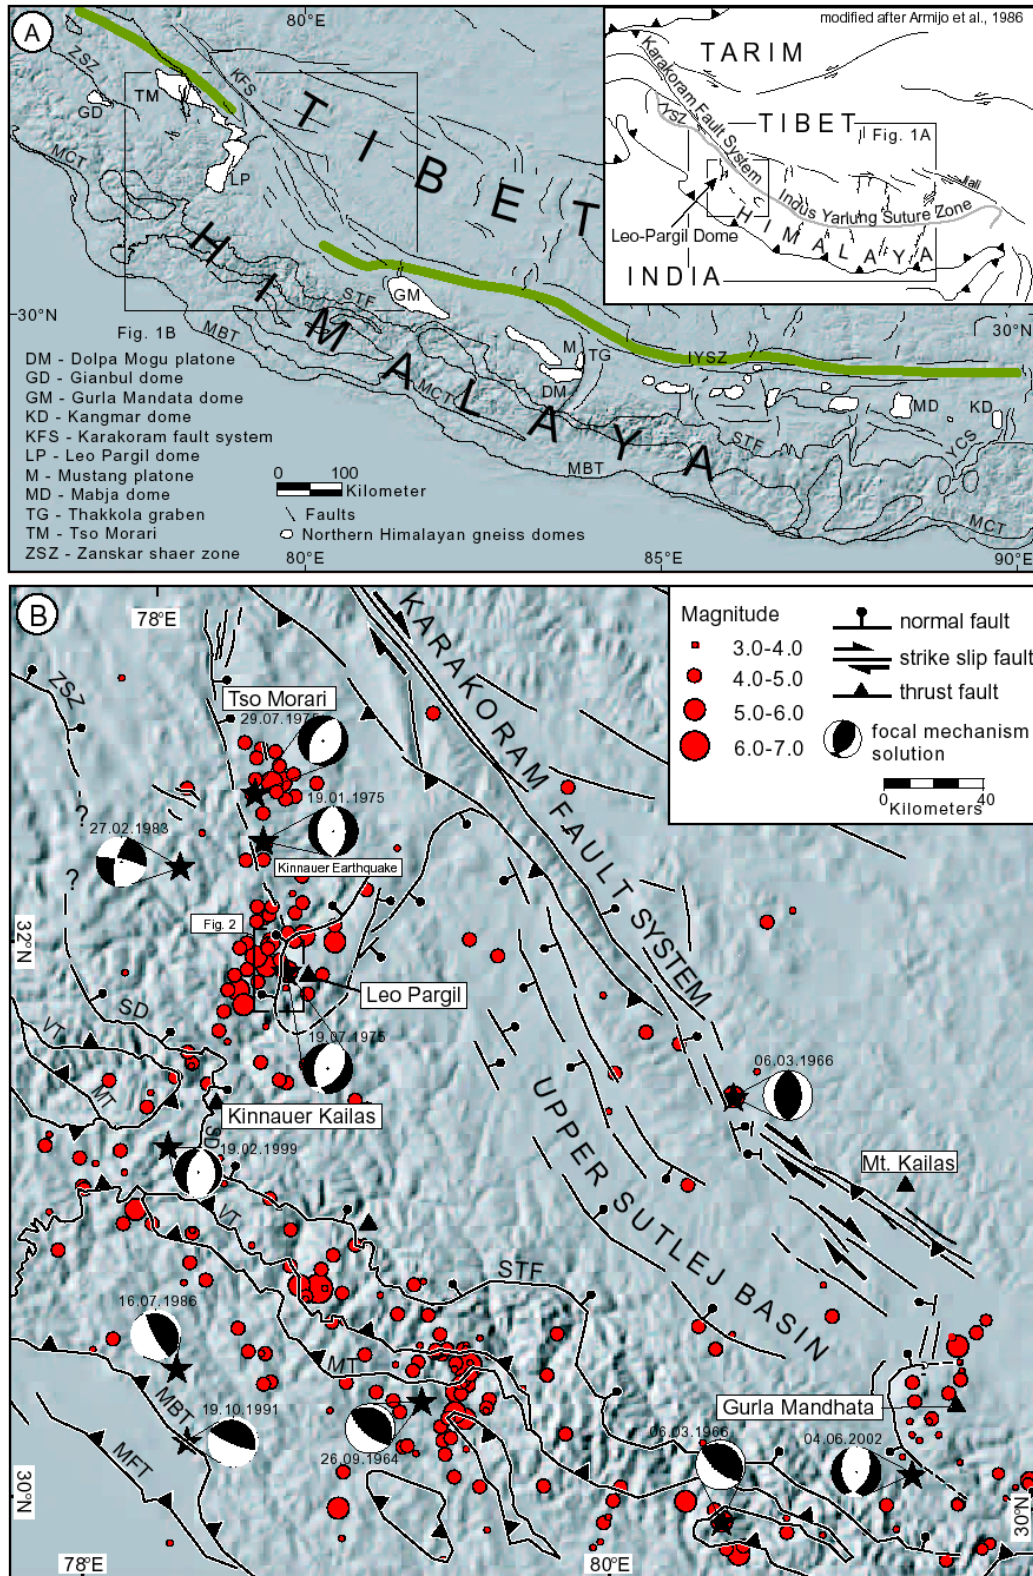 A
80°E
modified after Armijo et al., 1986
TARIM
Karakoram Fault System
TIBET
Fig. 1A
Jiali
Indus Yarlung Suture Zone
HIMALAYA
Leo-Pargil Dome
INDIA
ZSZ
TM
KFS
GD
MCT
LP
TIBET
HIMALAYA
STF
GM
30°N
30°N
Fig. 1B
MBT
IYSZ
M
TG
DM
MCT
MD
KD
STF
YCS
MBT
MCT
DM - Dolpa Mogu platone
GD - Gianbul dome
GM - Gurla Mandata dome
KD - Kangmar dome
KFS - Karakoram fault system
LP - Leo Pargil dome
M - Mustang platone
MD - Mabja dome
TG - Thakkola graben
TM - Tso Morari
ZSZ - Zanskar shaer zone
0 100
Kilometer
Faults
Northern Himalayan gneiss domes
80°E
85°E
90°E
B
78°E
Magnitude
3.0-4.0
4.0-5.0
5.0-6.0
6.0-7.0
normal fault
strike slip fault
thrust fault
focal mechanism
solution
0 40
Kilometers
KARAKORAM FAULT SYSTEM
ZSZ
Tso Morari
29.07.1975
19.01.1975
?
27.02.1983
Kinnauer Earthquake
?
Fig. 2
32°N
32°N
Leo Pargil
SD
VT
19.07.1975
MT
06.03.1966
Kinnauer Kailas
SD
19.02.1999
Mt. Kailas
UPPER SUTLEJ BASIN
VT
STF
16.07.1986
MT
MBT
19.10.1991
Gurla Mandhata
MFT
26.09.1964
06.03.1966
04.06.2002
30°N
30°N
78°E
80°E